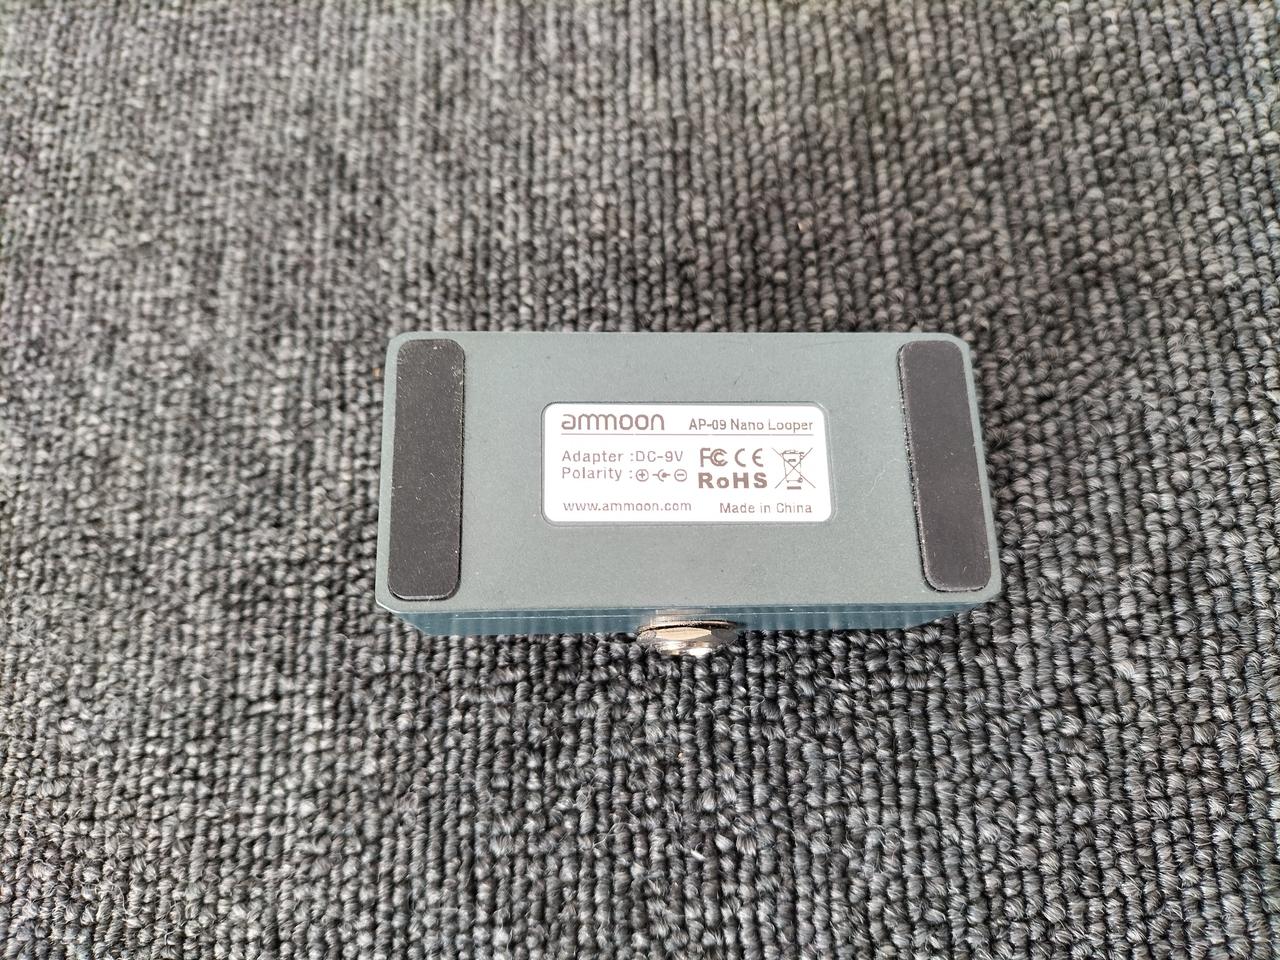 ammoon AP-09 Nano Looper
Adapter :DC-9V FC CE
Polarity : RoHS
www.ammoon.com Made in China